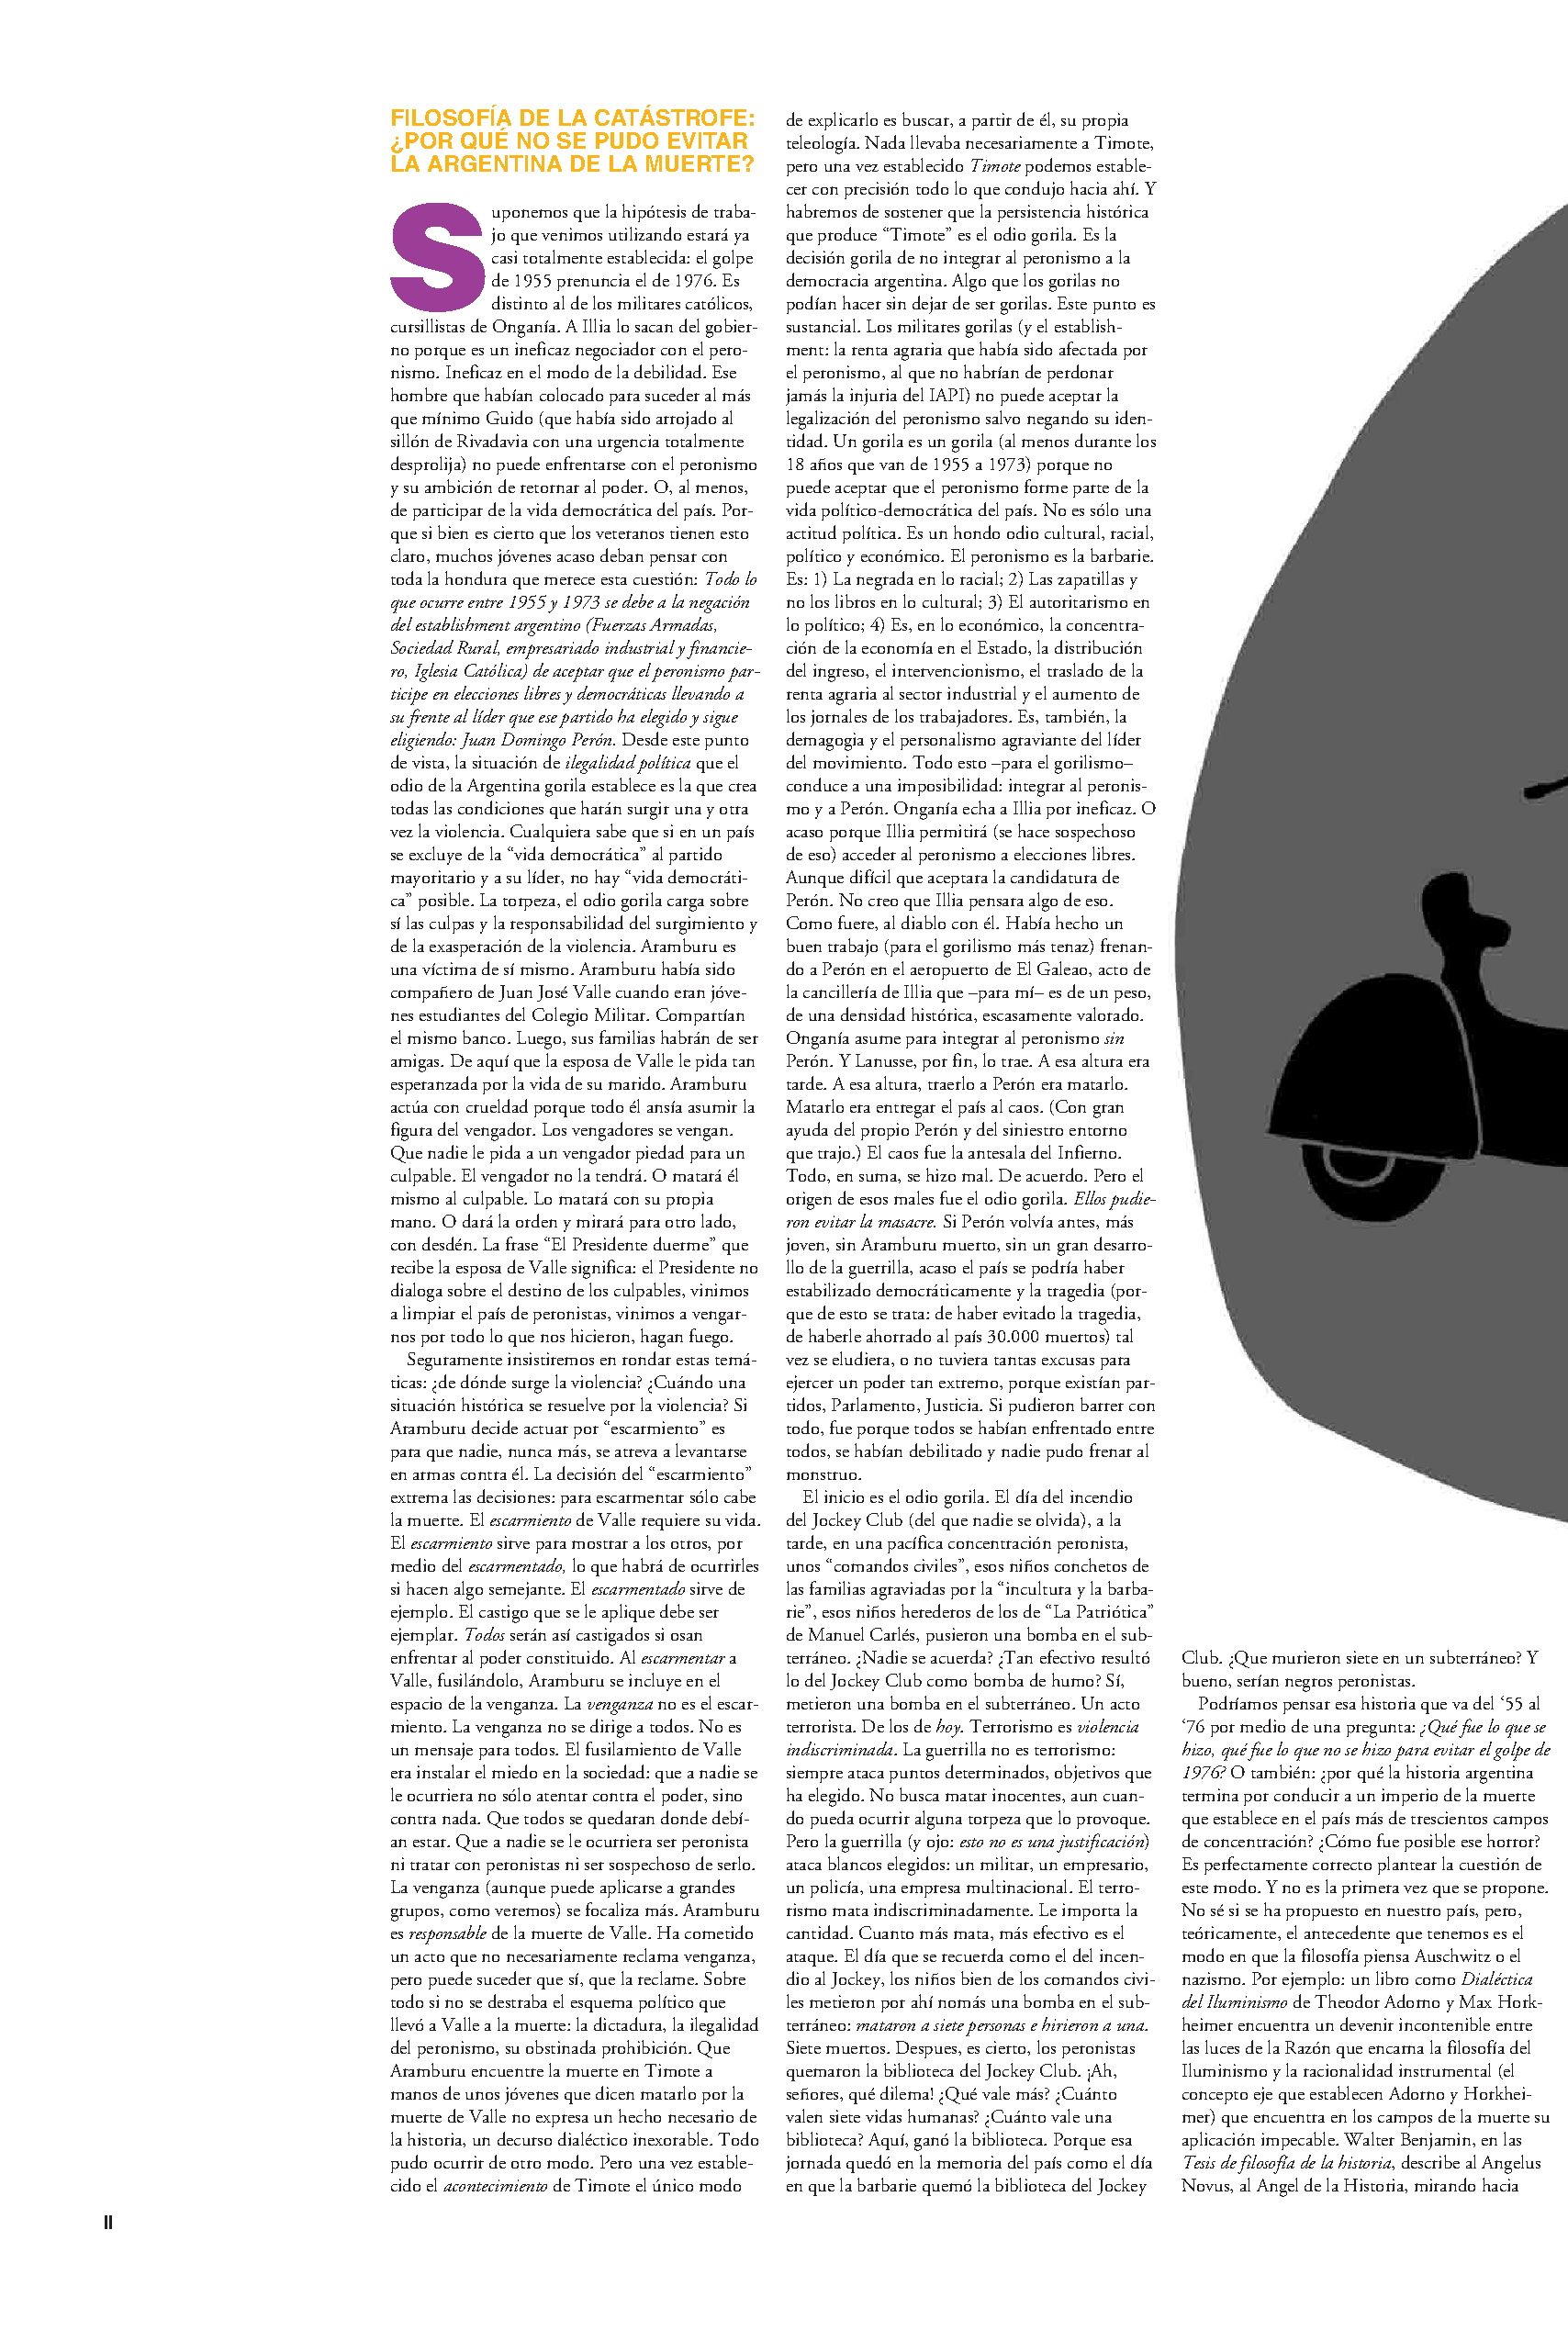 FILOSOFÍA DE LA CATÁSTROFE:
¿POR QUÉ NO SE PUDO EVITAR
LA ARGENTINA DE LA MUERTE?
Suponemos que la hipótesis de traba-
jo que venimos utilizando estará ya
casi totalmente establecida: el golpe
de 1955 prenuncia el de 1976. Es
distinto al de los militares católicos,
cursillistas de Onganía. A Illia lo sacan del gobier-
no porque es un ineficaz negociador con el pero-
nismo. Ineficaz en el modo de la debilidad. Ese
hombre que habían colocado para suceder al más
que mínimo Guido (que había sido arrojado al
sillón de Rivadavia con una urgencia totalmente
desprolija) no puede enfrentarse con el peronismo
y su ambición de retornar al poder. O, al menos,
de participar de la vida democrática del país. Por-
que si bien es cierto que los veteranos tienen esto
claro, muchos jóvenes acaso deban pensar con
toda la hondura que merece esta cuestión: Todo lo
que ocurre entre 1955 y 1973 se debe a la negación
del establishment argentino (Fuerzas Armadas,
Sociedad Rural, empresariado industrial y financie-
ro, Iglesia Católica) de aceptar que el peronismo par-
ticipe en elecciones libres y democráticas llevando a
su frente al líder que ese partido ha elegido y sigue
eligiendo: Juan Domingo Perón. Desde este punto
de vista, la situación de ilegalidad política que el
odio de la Argentina gorila establece es la que crea
todas las condiciones que harán surgir una y otra
vez la violencia. Cualquiera sabe que si en un país
se excluye de la “vida democrática” al partido
mayoritario y a su líder, no hay “vida democráti-
ca” posible. La torpeza, el odio gorila carga sobre
sí las culpas y la responsabilidad del surgimiento y
de la exasperación de la violencia. Aramburu es
una víctima de sí mismo. Aramburu había sido
compañero de Juan José Valle cuando eran jóve-
nes estudiantes del Colegio Militar. Compartían
el mismo banco. Luego, sus familias habrán de ser
amigas. De aquí que la esposa de Valle le pida tan
esperanzada por la vida de su marido. Aramburu
actúa con crueldad porque todo él ansía asumir la
figura del vengador. Los vengadores se vengan.
Que nadie le pida a un vengador piedad para un
culpable. El vengador no la tendrá. O matará él
mismo al culpable. Lo matará con su propia
mano. O dará la orden y mirará para otro lado,
con desdén. La frase “El Presidente duerme” que
recibe la esposa de Valle significa: el Presidente no
dialoga sobre el destino de los culpables, vinimos
a limpiar el país de peronistas, vinimos a vengar-
nos por todo lo que nos hicieron, hagan fuego.
Seguramente insistiremos en rondar estas temá-
ticas: ¿de dónde surge la violencia? ¿Cuándo una
situación histórica se resuelve por la violencia? Si
Aramburu decide actuar por “escarmiento” es
para que nadie, nunca más, se atreva a levantarse
en armas contra él. La decisión del “escarmiento”
extrema las decisiones: para escarmentar sólo cabe
la muerte. El escarmiento de Valle requiere su vida.
El escarmiento sirve para mostrar a los otros, por
medio del escarmentado, lo que habrá de ocurrirles
si hacen algo semejante. El escarmentado sirve de
ejemplo. El castigo que se le aplique debe ser
ejemplar. Todos serán así castigados si osan
enfrentar al poder constituido. Al escarmentar a
Valle, fusilándolo, Aramburu se incluye en el
espacio de la venganza. La venganza no es el escar-
miento. La venganza no se dirige a todos. No es
un mensaje para todos. El fusilamiento de Valle
era instalar el miedo en la sociedad: que a nadie se
le ocurriera no sólo atentar contra el poder, sino
contra nada. Que todos se quedaran donde debí-
an estar. Que a nadie se le ocurriera ser peronista
ni tratar con peronistas ni ser sospechoso de serlo.
La venganza (aunque puede aplicarse a grandes
grupos, como veremos) se focaliza más. Aramburu
es responsable de la muerte de Valle. Ha cometido
un acto que no necesariamente reclama venganza,
pero puede suceder que sí, que la reclame. Sobre
todo si no se destraba el esquema político que
llevó a Valle a la muerte: la dictadura, la ilegalidad
del peronismo, su obstinada prohibición. Que
Aramburu encuentre la muerte en Timote a
manos de unos jóvenes que dicen matarlo por la
muerte de Valle no expresa un hecho necesario de
la historia, un decurso dialéctico inexorable. Todo
pudo ocurrir de otro modo. Pero una vez estable-
cido el acontecimiento de Timote el único modo
de explicarlo es buscar, a partir de él, su propia
teleología. Nada llevaba necesariamente a Timote,
pero una vez establecido Timote podemos estable-
cer con precisión todo lo que condujo hacia ahí. Y
habremos de sostener que la persistencia histórica
que produce “Timote” es el odio gorila. Es la
decisión gorila de no integrar al peronismo a la
democracia argentina. Algo que los gorilas no
podían hacer sin dejar de ser gorilas. Este punto es
sustancial. Los militares gorilas (y el establish-
ment: la renta agraria que había sido afectada por
el peronismo, al que no habrían de perdonar
jamás la injuria del IAPI) no puede aceptar la
legalización del peronismo salvo negando su iden-
tidad. Un gorila es un gorila (al menos durante los
18 años que van de 1955 a 1973) porque no
puede aceptar que el peronismo forme parte de la
vida político-democrática del país. No es sólo una
actitud política. Es un hondo odio cultural, racial,
político y económico. El peronismo es la barbarie.
Es: 1) La negrada en lo racial; 2) Las zapatillas y
no los libros en lo cultural; 3) El autoritarismo en
lo político; 4) Es, en lo económico, la concentra-
ción de la economía en el Estado, la distribución
del ingreso, el intervencionismo, el traslado de la
renta agraria al sector industrial y el aumento de
los jornales de los trabajadores. Es, también, la
demagogia y el personalismo agraviante del líder
del movimiento. Todo esto –para el gorilismo–
conduce a una imposibilidad: integrar al peronis-
mo y a Perón. Onganía echa a Illia por ineficaz. O
acaso porque Illia permitirá (se hace sospechoso
de eso) acceder al peronismo a elecciones libres.
Aunque difícil que aceptara la candidatura de
Perón. No creo que Illia pensara algo de eso.
Como fuere, al diablo con él. Había hecho un
buen trabajo (para el gorilismo más tenaz) frenan-
do a Perón en el aeropuerto de El Galeao, acto de
la cancillería de Illia que –para mí– es de un peso,
de una densidad histórica, escasamente valorado.
Onganía asume para integrar al peronismo sin
Perón. Y Lanusse, por fin, lo trae. A esa altura era
tarde. A esa altura, traerlo a Perón era matarlo.
Matarlo era entregar el país al caos. (Con gran
ayuda del propio Perón y del siniestro entorno
que trajo.) El caos fue la antesala del Infierno.
Todo, en suma, se hizo mal. De acuerdo. Pero el
origen de esos males fue el odio gorila. Ellos pudie-
ron evitar la masacre. Si Perón volvía antes, más
joven, sin Aramburu muerto, sin un gran desarro-
llo de la guerrilla, acaso el país se podría haber
estabilizado democráticamente y la tragedia (por-
que de esto se trata: de haber evitado la tragedia,
de haberle ahorrado al país 30.000 muertos) tal
vez se eludiera, o no tuviera tantas excusas para
ejercer un poder tan extremo, porque existían par-
tidos, Parlamento, Justicia. Si pudieron barrer con
todo, fue porque todos se habían enfrentado entre
todos, se habían debilitado y nadie pudo frenar al
monstruo.
El inicio es el odio gorila. El día del incendio
del Jockey Club (del que nadie se olvida), a la
tarde, en una pacífica concentración peronista,
unos “comandos civiles”, esos niños conchetos de
las familias agraviadas por la “incultura y la barba-
rie”, esos niños herederos de los de “La Patriótica”
de Manuel Carlés, pusieron una bomba en el sub-
terráneo. ¿Nadie se acuerda? ¿Tan efectivo resultó
lo del Jockey Club como bomba de humo? Sí,
metieron una bomba en el subterráneo. Un acto
terrorista. De los de hoy. Terrorismo es violencia
indiscriminada. La guerrilla no es terrorismo:
siempre ataca puntos determinados, objetivos que
ha elegido. No busca matar inocentes, aun cuan-
do pueda ocurrir alguna torpeza que lo provoque.
Pero la guerrilla (y ojo: esto no es una justificación)
ataca blancos elegidos: un militar, un empresario,
un policía, una empresa multinacional. El terro-
rismo mata indiscriminadamente. Le importa la
cantidad. Cuanto más mata, más efectivo es el
ataque. El día que se recuerda como el del incen-
dio al Jockey, los niños bien de los comandos civi-
les metieron por ahí nomás una bomba en el sub-
terráneo: mataron a siete personas e hirieron a una.
Siete muertos. Despues, es cierto, los peronistas
quemaron la biblioteca del Jockey Club. ¡Ah,
señores, qué dilema! ¿Qué vale más? ¿Cuánto
valen siete vidas humanas? ¿Cuánto vale una
biblioteca? Aquí, ganó la biblioteca. Porque esa
jornada quedó en la memoria del país como el día
en que la barbarie quemó la biblioteca del Jockey
Club. ¿Que murieron siete en un subterráneo? Y
bueno, serían negros peronistas.
Podríamos pensar esa historia que va del ‘55 al
‘76 por medio de una pregunta: ¿Qué fue lo que se
hizo, qué fue lo que no se hizo para evitar el golpe de
1976? O también: ¿por qué la historia argentina
termina por conducir a un imperio de la muerte
que establece en el país más de trescientos campos
de concentración? ¿Cómo fue posible ese horror?
Es perfectamente correcto plantear la cuestión de
este modo. Y no es la primera vez que se propone.
No sé si se ha propuesto en nuestro país, pero,
teóricamente, el antecedente que tenemos es el
modo en que la filosofía piensa Auschwitz o el
nazismo. Por ejemplo: un libro como Dialéctica
del Iluminismo de Theodor Adorno y Max Hork-
heimer encuentra un devenir incontenible entre
las luces de la Razón que encarna la filosofía del
Iluminismo y la racionalidad instrumental (el
concepto eje que establecen Adorno y Horkhei-
mer) que encuentra en los campos de la muerte su
aplicación impecable. Walter Benjamin, en las
Tesis de filosofía de la historia, describe al Angelus
Novus, al Angel de la Historia, mirando hacia
II